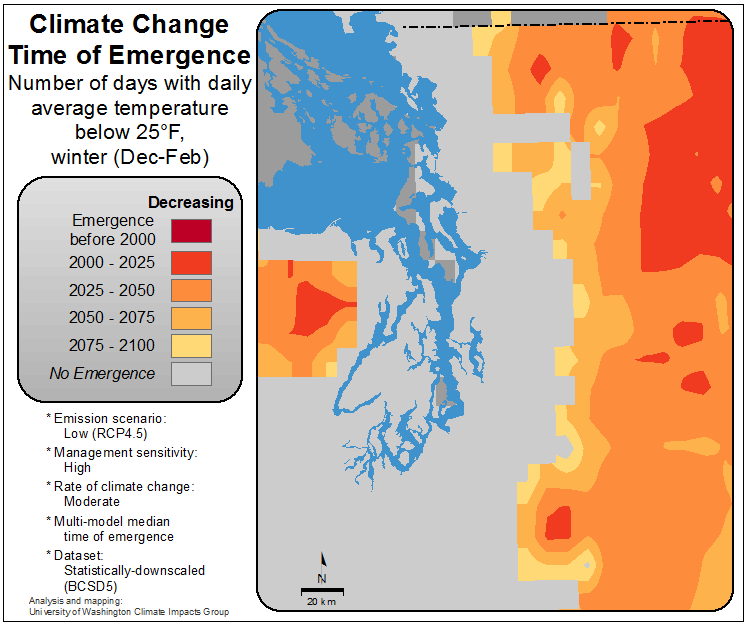 Climate Change
Time of Emergence
Number of days with daily
average temperature
below 25°F,
winter (Dec-Feb)
Decreasing
Emergence
before 2000
2000 - 2025
2025 - 2050
2050 - 2075
2075 - 2100
No Emergence
* Emission scenario:
Low (RCP4.5)
* Management sensitivity:
High
* Rate of climate change:
Moderate
* Multi-model median
time of emergence
* Dataset:
Statistically-downscaled
(BCSD5)
Analysis and mapping:
University of Washington Climate Impacts Group
N
20 km